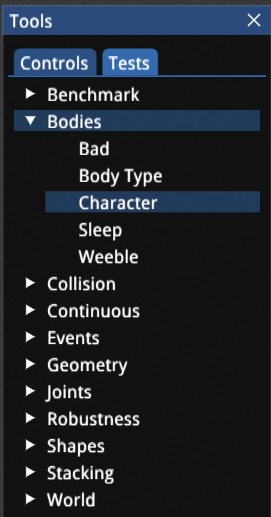 Tools
Controls Tests
Benchmark
Bodies
Bad
Body Type
Character
Sleep
Weeble
Collision
Continuous
Events
Geometry
Joints
Robustness
Shapes
Stacking
World